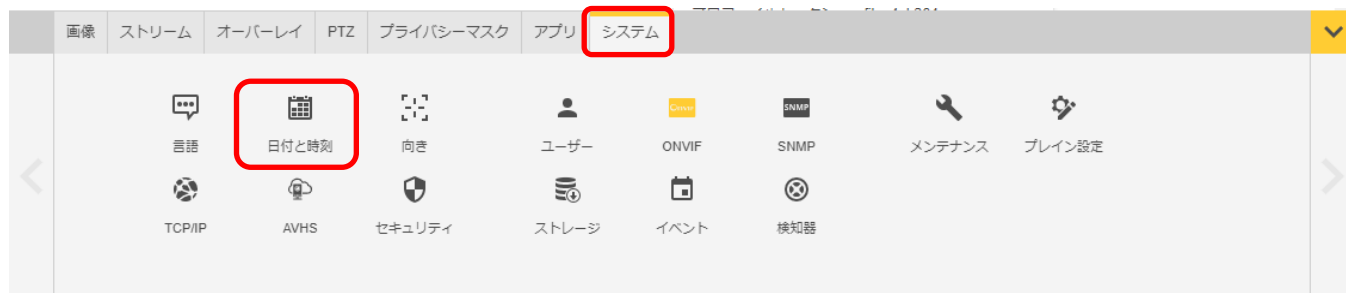 画像 ストリーム オーバーレイ PTZ プライバシーマスク アプリ システム
言語 日付と時刻 向き ユーザー ONVIF SNMP メンテナンス プレイン設定
SNMP
TCP/IP AVHS セキュリティ ストレージ イベント 検知器